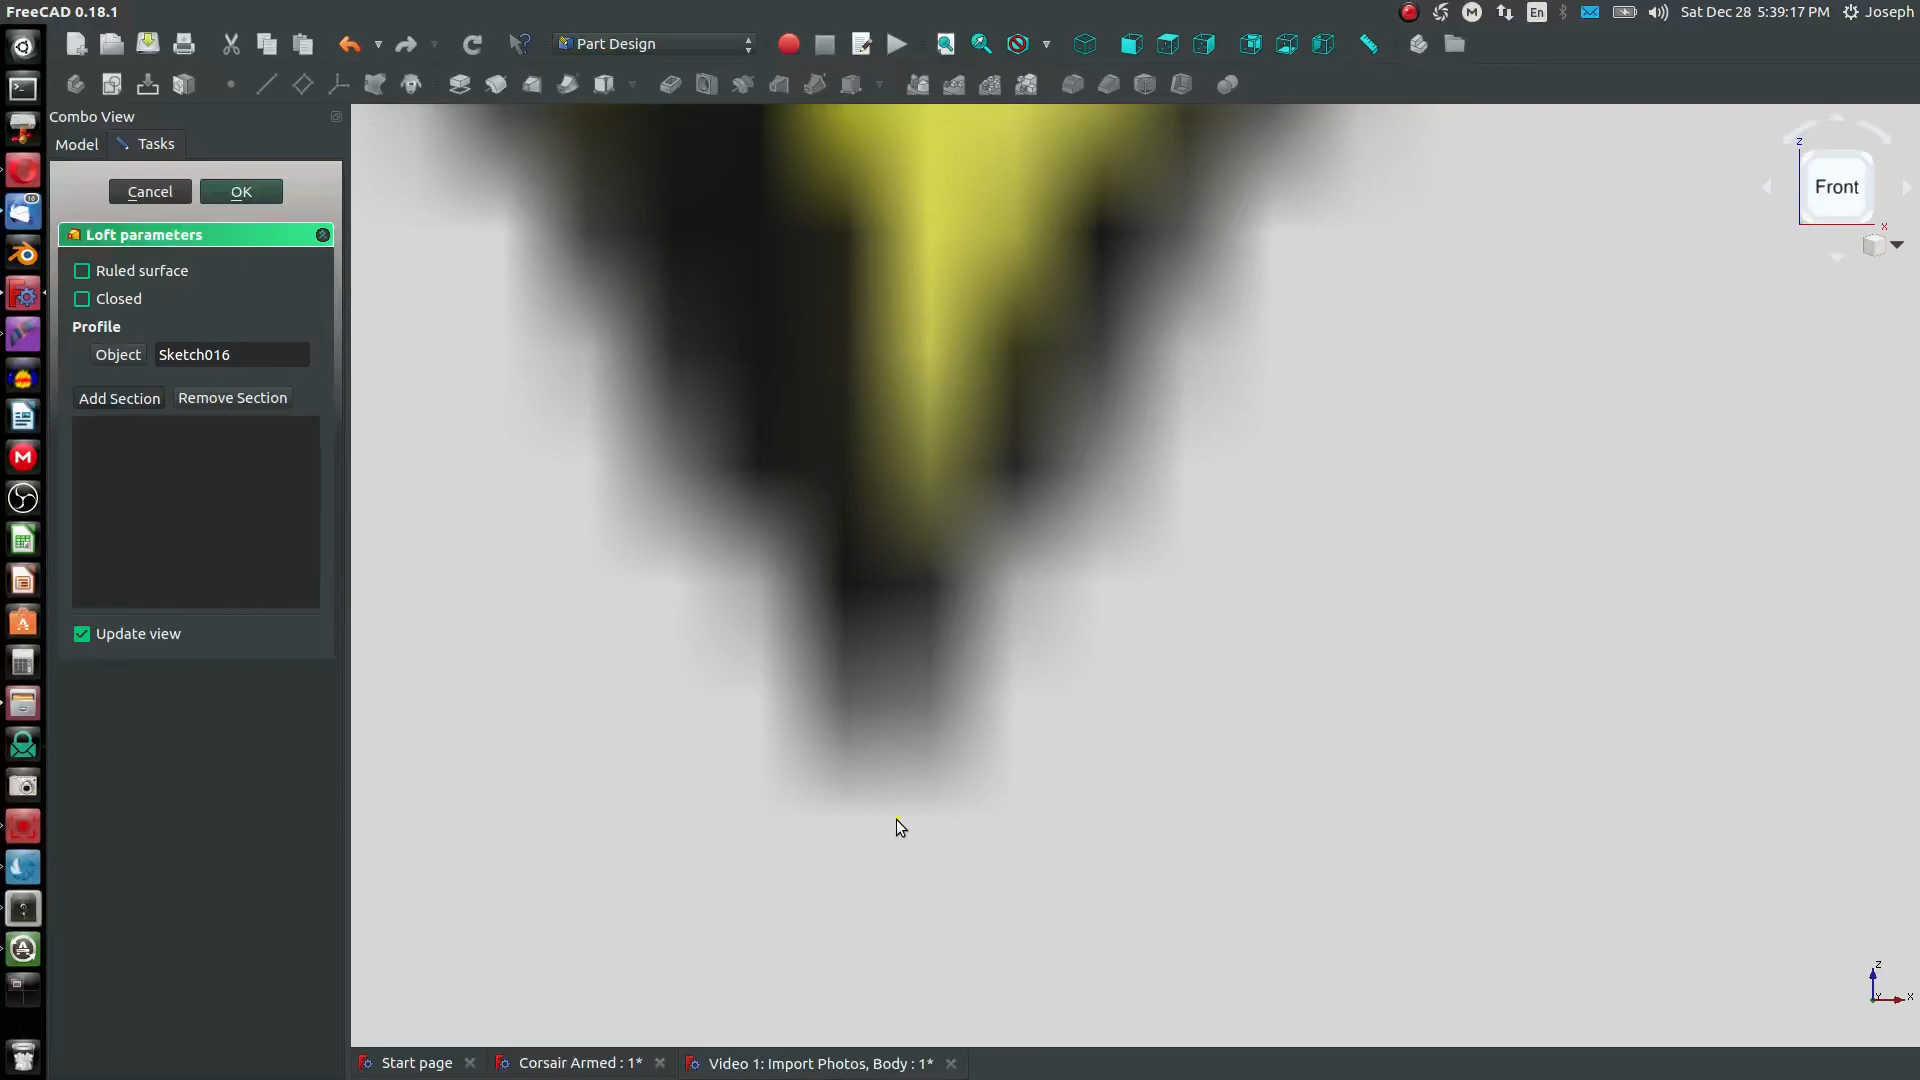 FreeCAD 0.18.1
M
En
Sat Dec 28 5:39:17 PM
Joseph
Part Design
Combo View
Model
Tasks
Cancel
OK
Loft parameters
Ruled surface
Closed
Profile
Object
Sketch016
Add Section
Remove Section
Update view
Z
Front
X
Z
Y
X
Start page
Corsair Armed : 1*
Video 1: Import Photos, Body : 1*